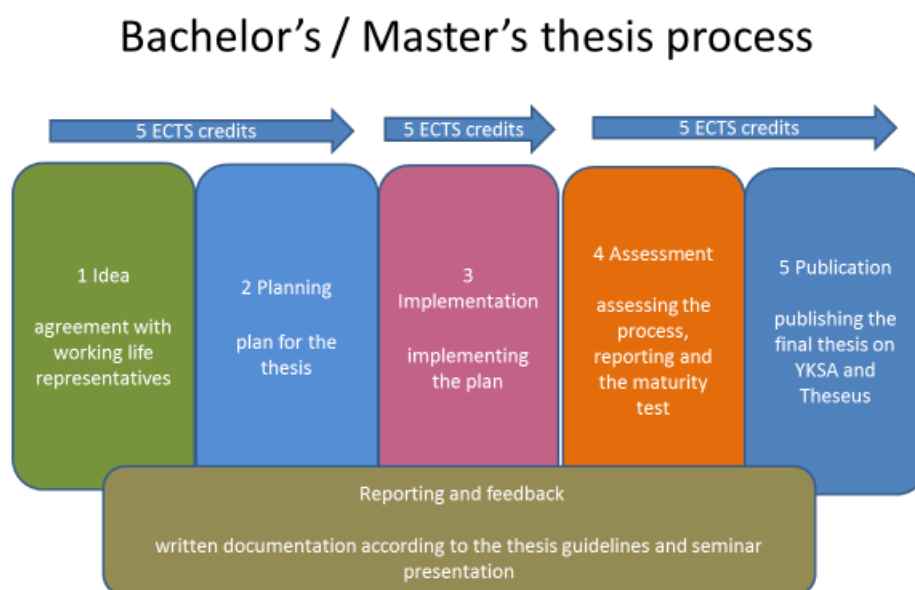 Bachelor's / Master's thesis process
5 ECTS credits
5 ECTS credits
5 ECTS credits
1 Idea
agreement with
working life
representatives
2 Planning
plan for the
thesis
3
Implementation
implementing
the plan
4 Assessment
assessing the
process,
reporting and
the maturity
test
5 Publication
publishing the
final thesis on
YKSA and
Theseus
Reporting and feedback
written documentation according to the thesis guidelines and seminar
presentation